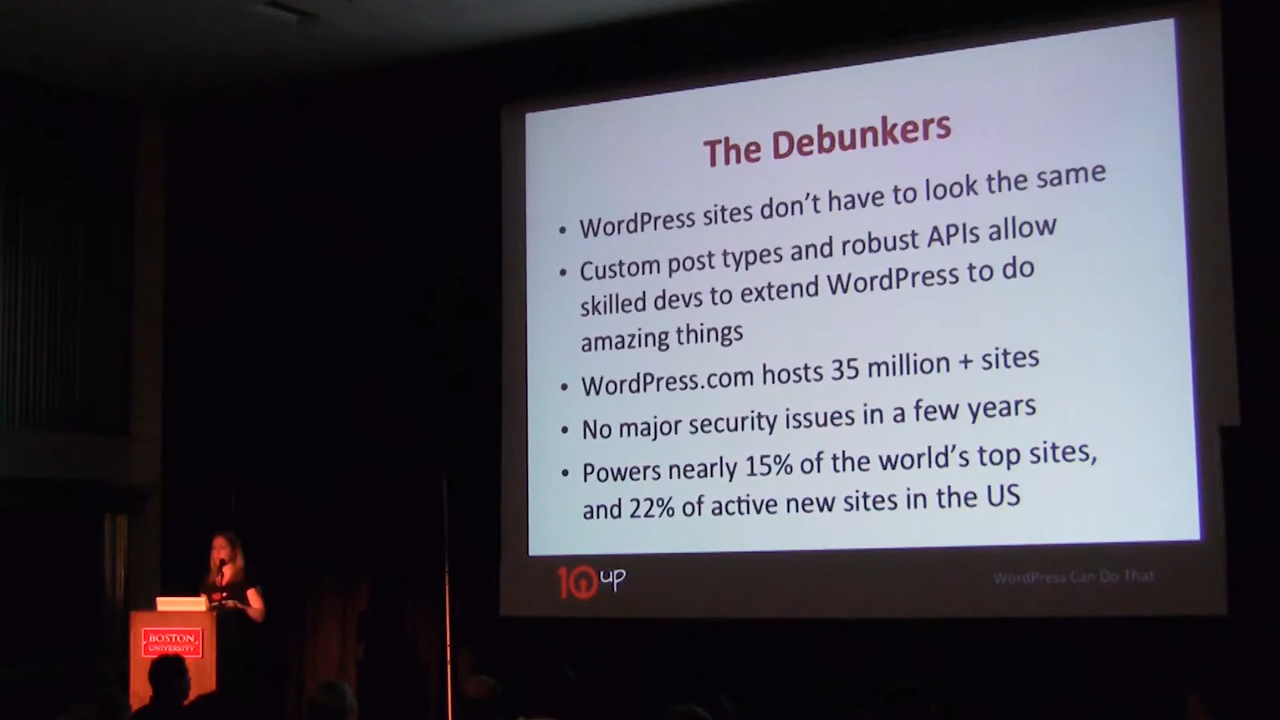 The Debunkers
• WordPress sites don't have to look the same
• Custom post types and robust APIs allow
skilled devs to extend WordPress to do
amazing things
• WordPress.com hosts 35 million + sites
• No major security issues in a few years
• Powers nearly 15% of the world's top sites,
and 22% of active new sites in the US
10up
WordPress Can Do That
BOSTON
UNIVERSITY